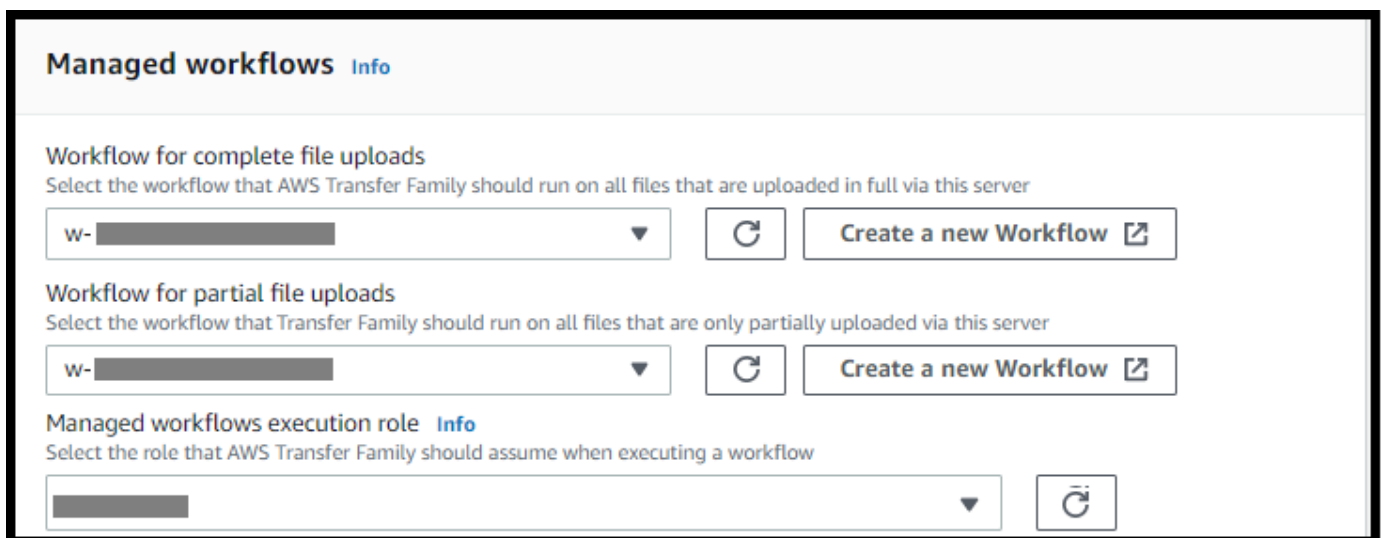 Managed workflows Info
Workflow for complete file uploads
Select the workflow that AWS Transfer Family should run on all files that are uploaded in full via this server
w-
Create a new Workflow
Workflow for partial file uploads
Select the workflow that Transfer Family should run on all files that are only partially uploaded via this server
w-
Create a new Workflow
Managed workflows execution role Info
Select the role that AWS Transfer Family should assume when executing a workflow